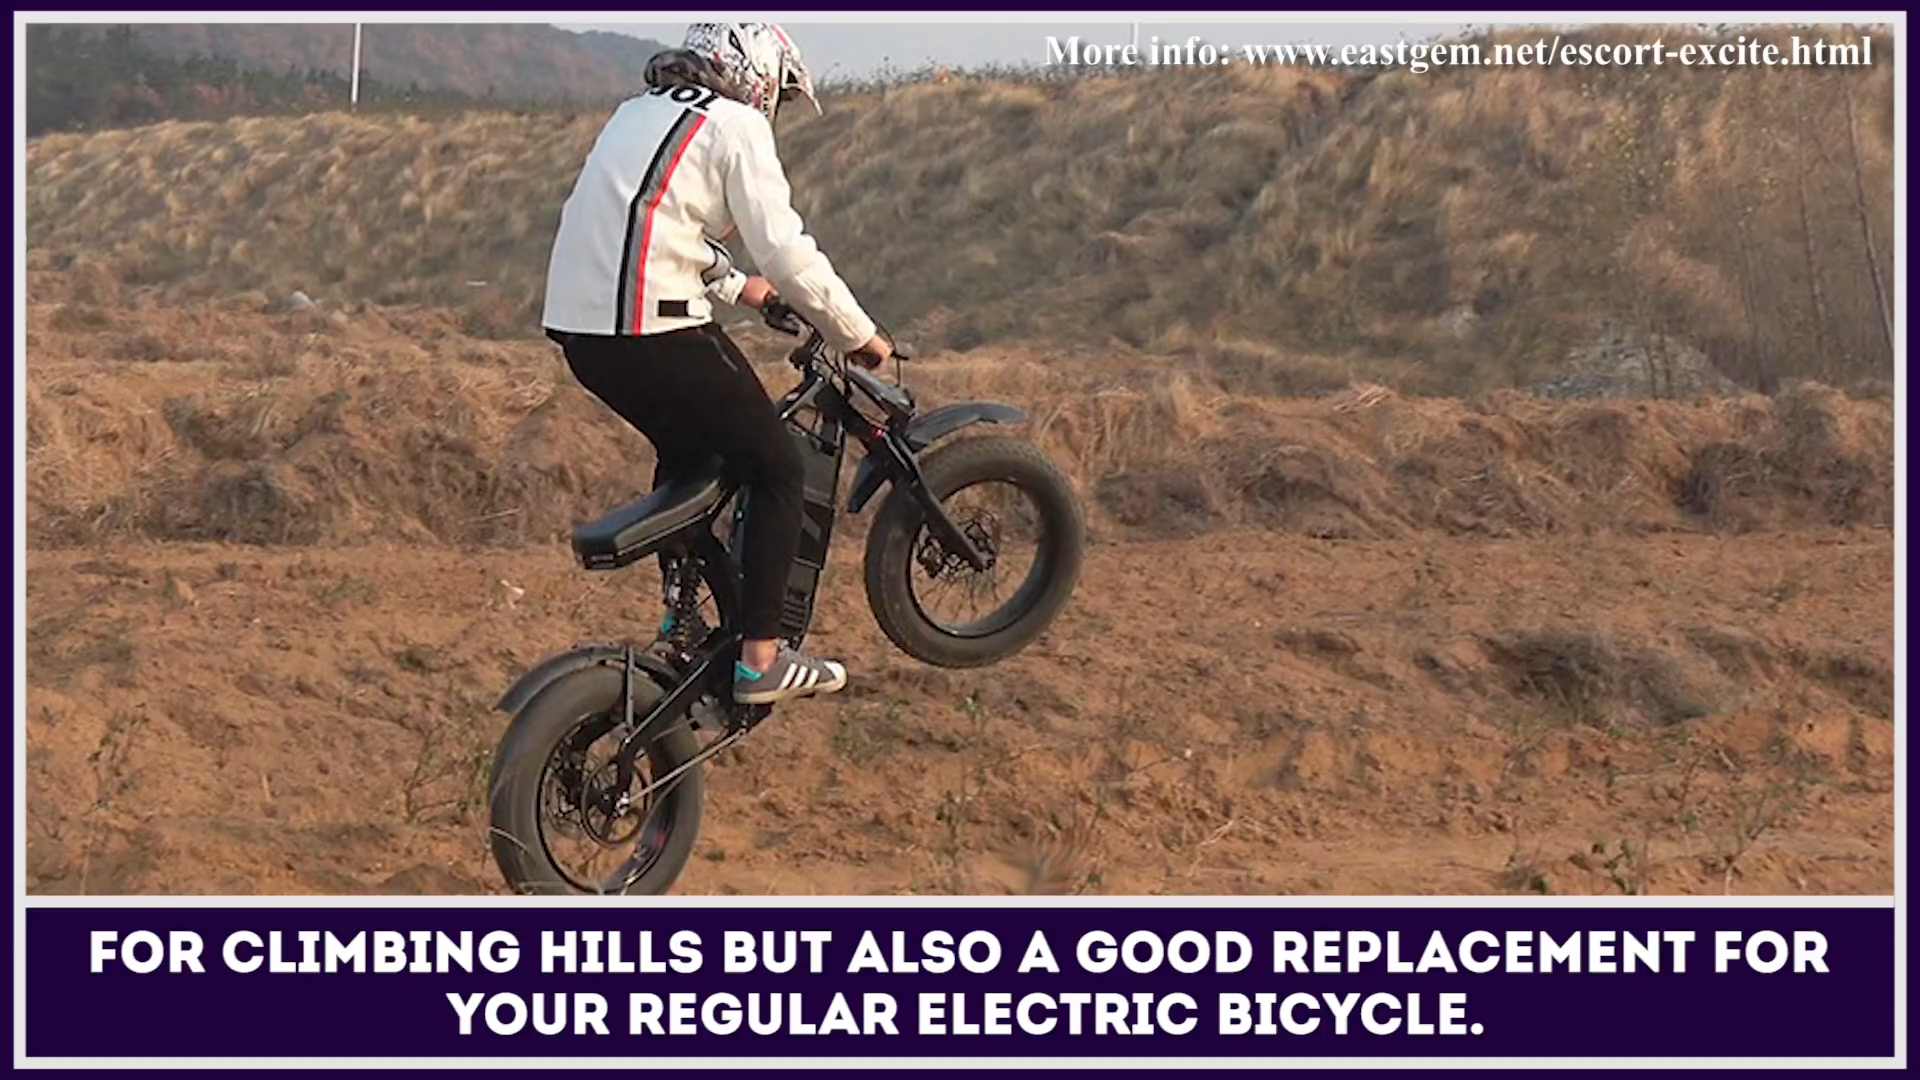 More info: www.eastgem.net/escort-excite.html
FOR CLIMBING HILLS BUT ALSO A GOOD REPLACEMENT FOR
YOUR REGULAR ELECTRIC BICYCLE.